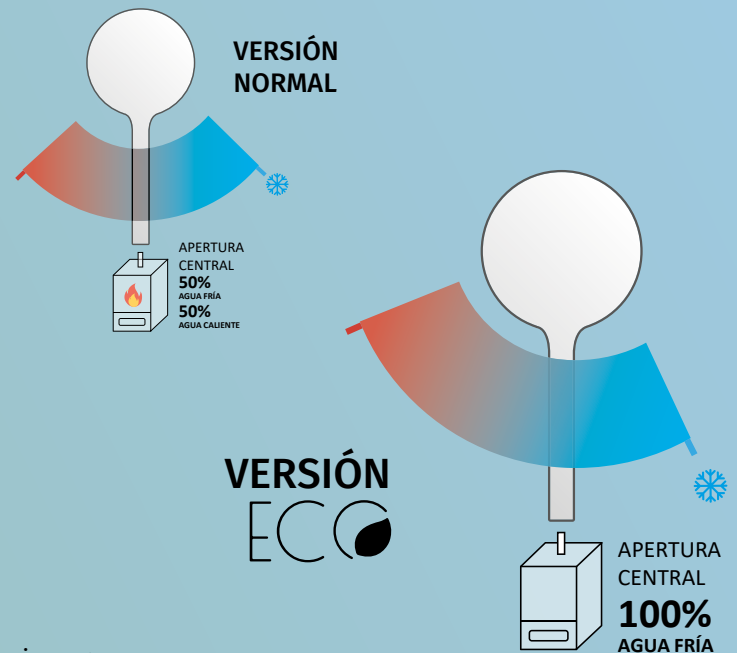 VERSIÓN
NORMAL
APERTURA
CENTRAL
50%
AGUA FRÍA
50%
AGUA CALIENTE
VERSIÓN
ECO
APERTURA
CENTRAL
100%
AGUA FRÍA
.